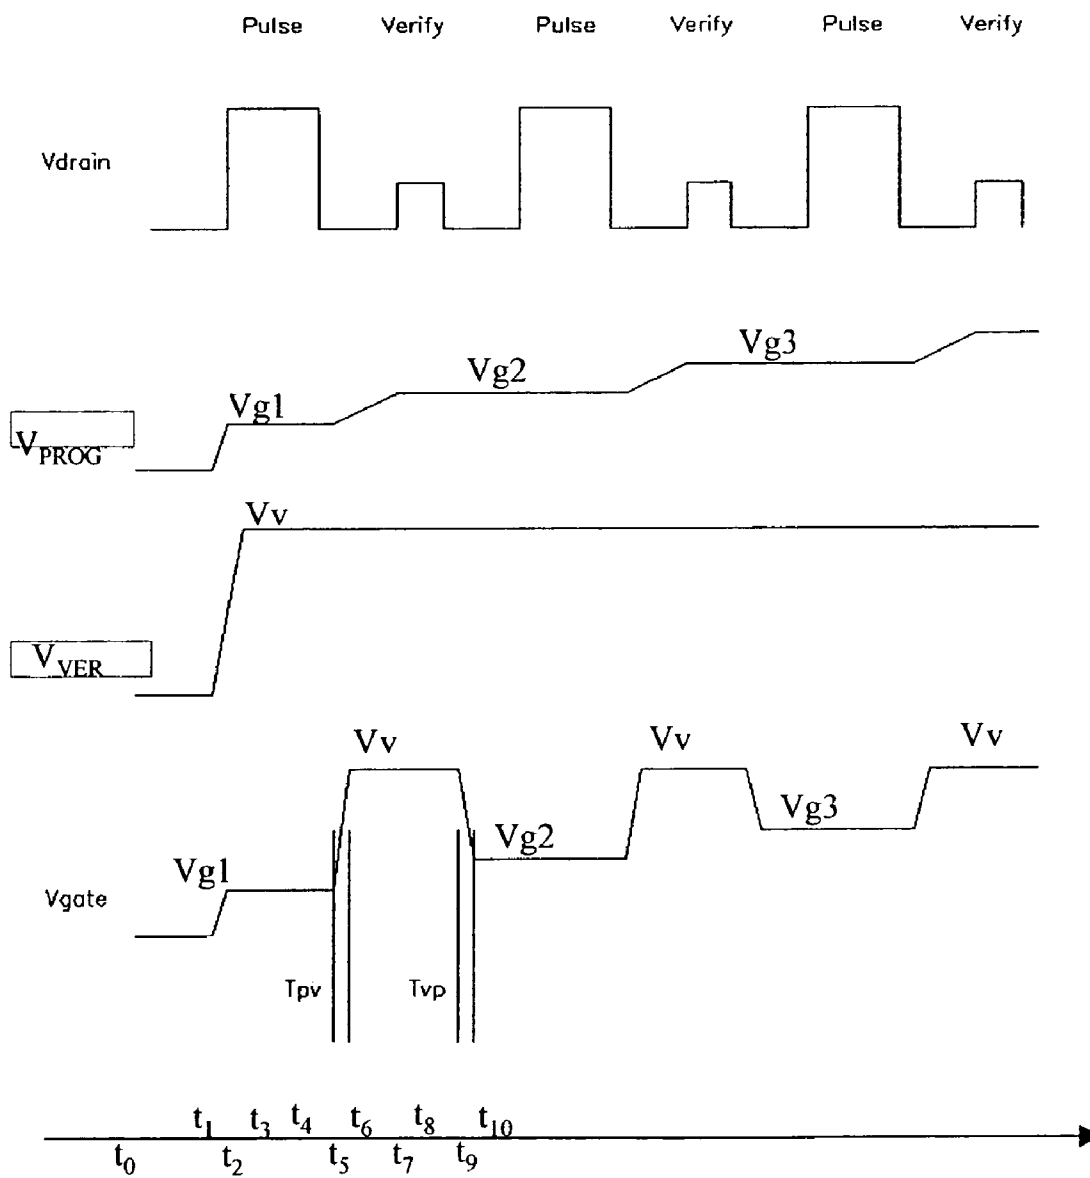 Pulse Verify Pulse Verify Pulse Verify
Vdrain
Vg1 Vg2 Vg3
VPROG
Vv
VVER
Vv Vv Vv
Vg1 Vg2 Vg3
Vgate
Tpv Tvp
t1 t3 t4 t6 t8 t10
t0 t2 t5 t7 t9